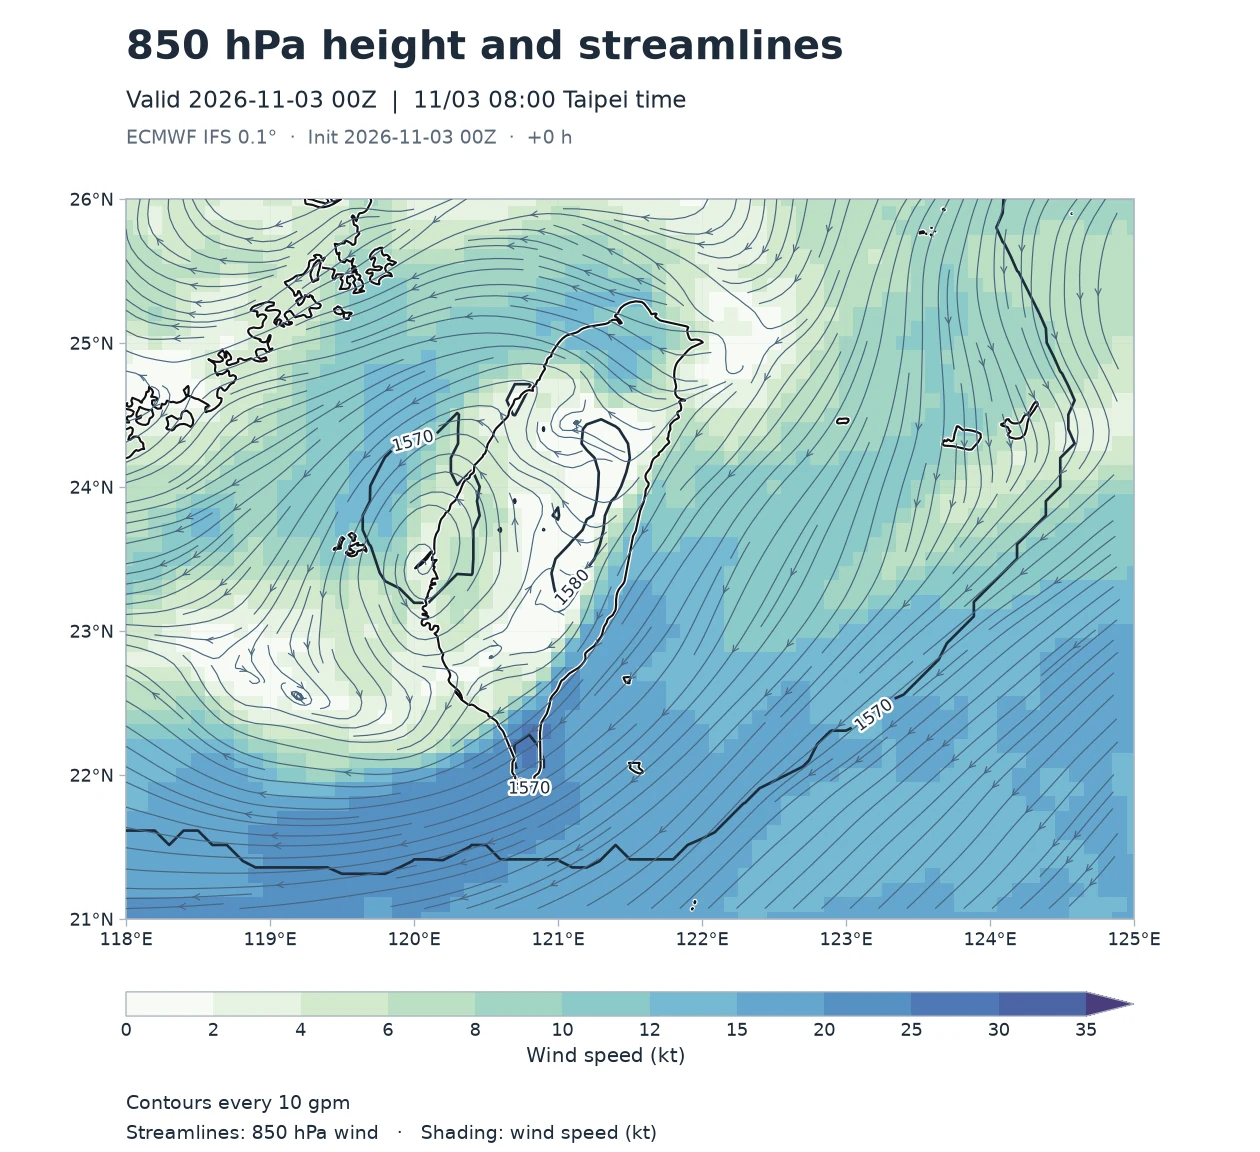 850 hPa height and streamlines
Valid 2026-11-03 00Z | 11/03 08:00 Taipei time
ECMWF IFS 0.1° · Init 2026-11-03 00Z · +0 h
26°N
25°N
24°N
23°N
22°N
21°N
1570
1580
1570
1570
118°E 119°E 120°E 121°E 122°E 123°E 124°E 125°E
0 2 4 6 8 10 12 15 20 25 30 35
Wind speed (kt)
Contours every 10 gpm
Streamlines: 850 hPa wind · Shading: wind speed (kt)